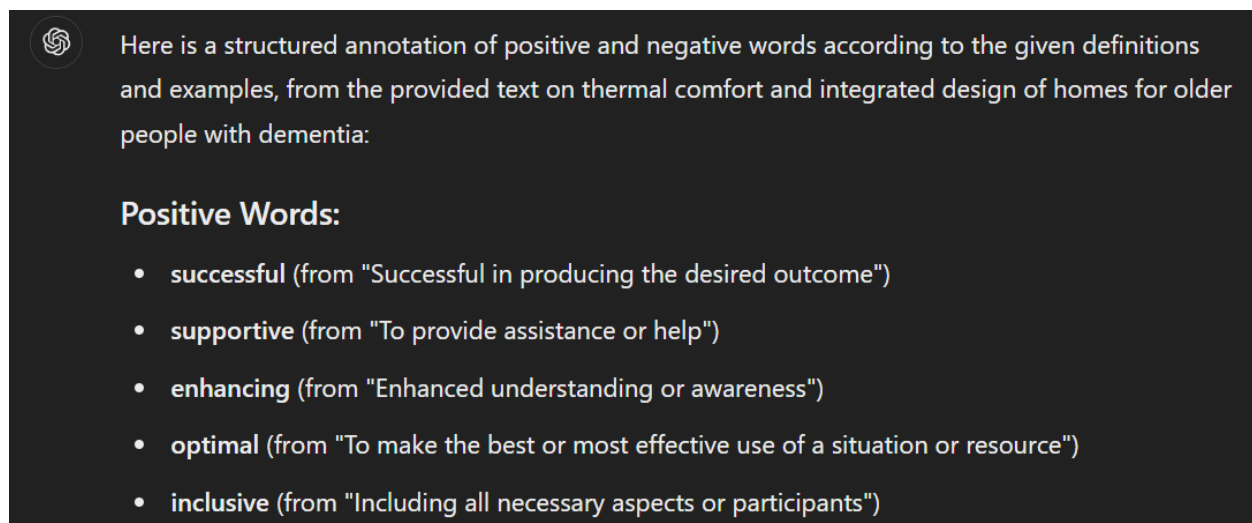 Here is a structured annotation of positive and negative words according to the given definitions
and examples, from the provided text on thermal comfort and integrated design of homes for older
people with dementia:
Positive Words:
• successful (from "Successful in producing the desired outcome")
• supportive (from "To provide assistance or help")
• enhancing (from "Enhanced understanding or awareness")
• optimal (from "To make the best or most effective use of a situation or resource")
• inclusive (from "Including all necessary aspects or participants")